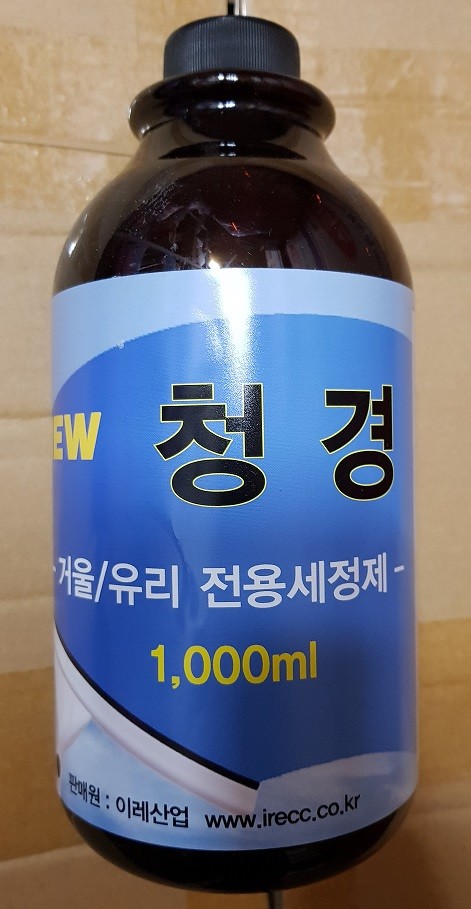 NEW 청경
-거울/유리 전용세정제-
1,000ml
판매원 : 이레산업 www.irecc.co.kr